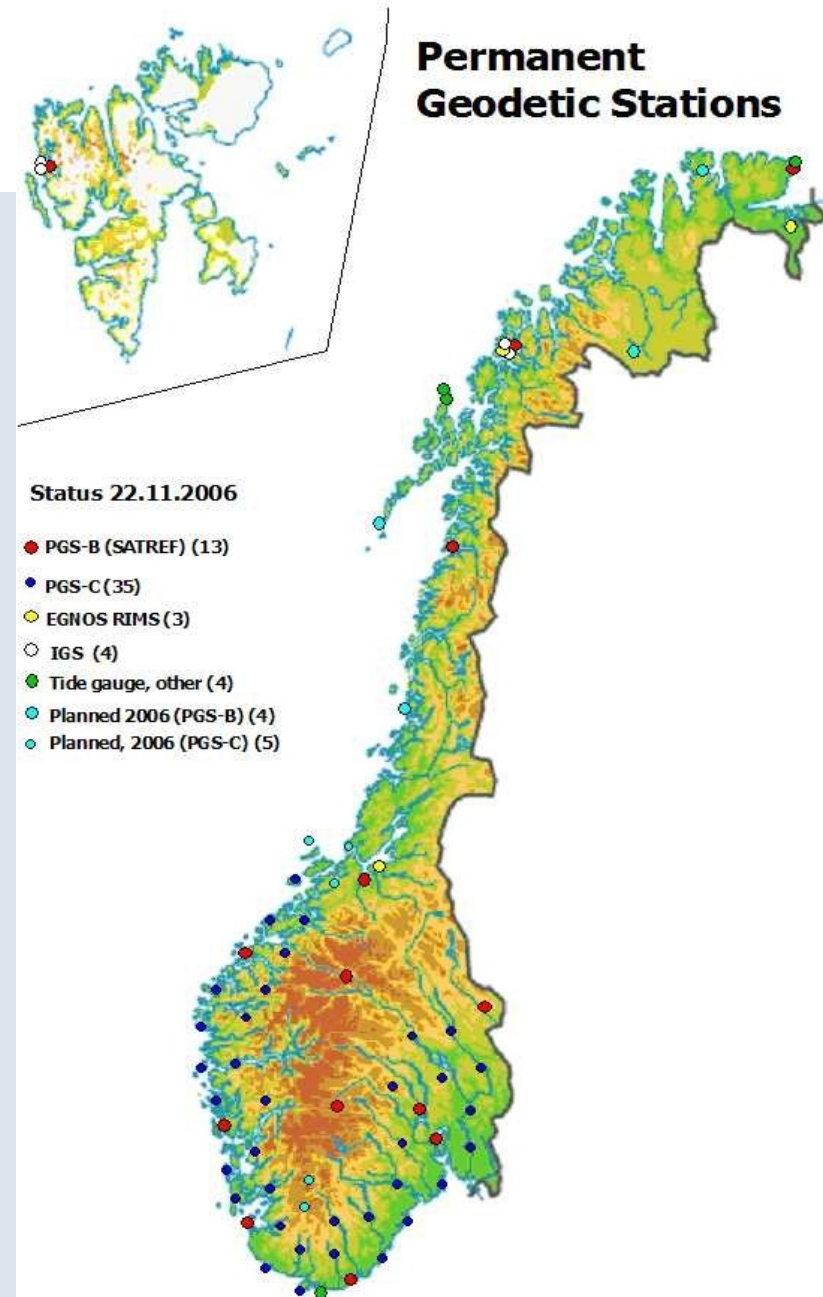 Permanent
Geodetic Stations
Status 22.11.2006
PGS-B (SATREF) (13)
PGS-C (35)
EGNOS RIMS (3)
IGS (4)
Tide gauge, other (4)
Planned 2006 (PGS-B) (4)
Planned, 2006 (PGS-C) (5)